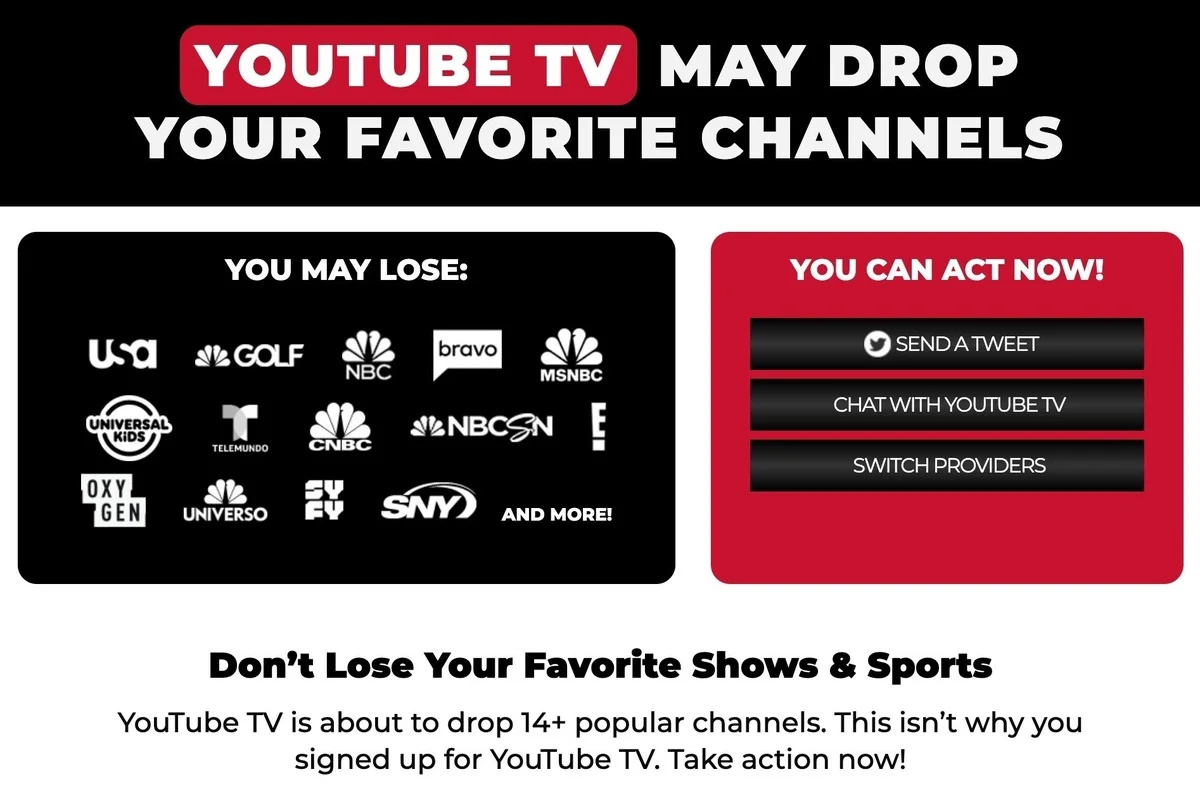 YOUTUBE TV MAY DROP
YOUR FAVORITE CHANNELS
YOU MAY LOSE:
usa GOLF NBC bravo MSNBC
UNIVERSAL KiDS TELEMUNDO CNBC NBCSN E!
OXY
GEN UNIVERSO SYFY SNY AND MORE!
YOU CAN ACT NOW!
SEND A TWEET
CHAT WITH YOUTUBE TV
SWITCH PROVIDERS
Don’t Lose Your Favorite Shows & Sports
YouTube TV is about to drop 14+ popular channels. This isn’t why you
signed up for YouTube TV. Take action now!